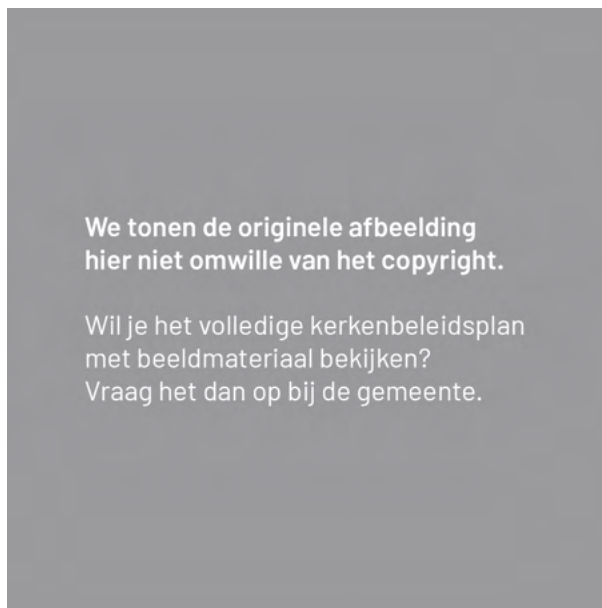 We tonen de originele afbeelding
hier niet omwille van het copyright.
Wil je het volledige kerkenbeleidsplan
met beeldmateriaal bekijken?
Vraag het dan op bij de gemeente.